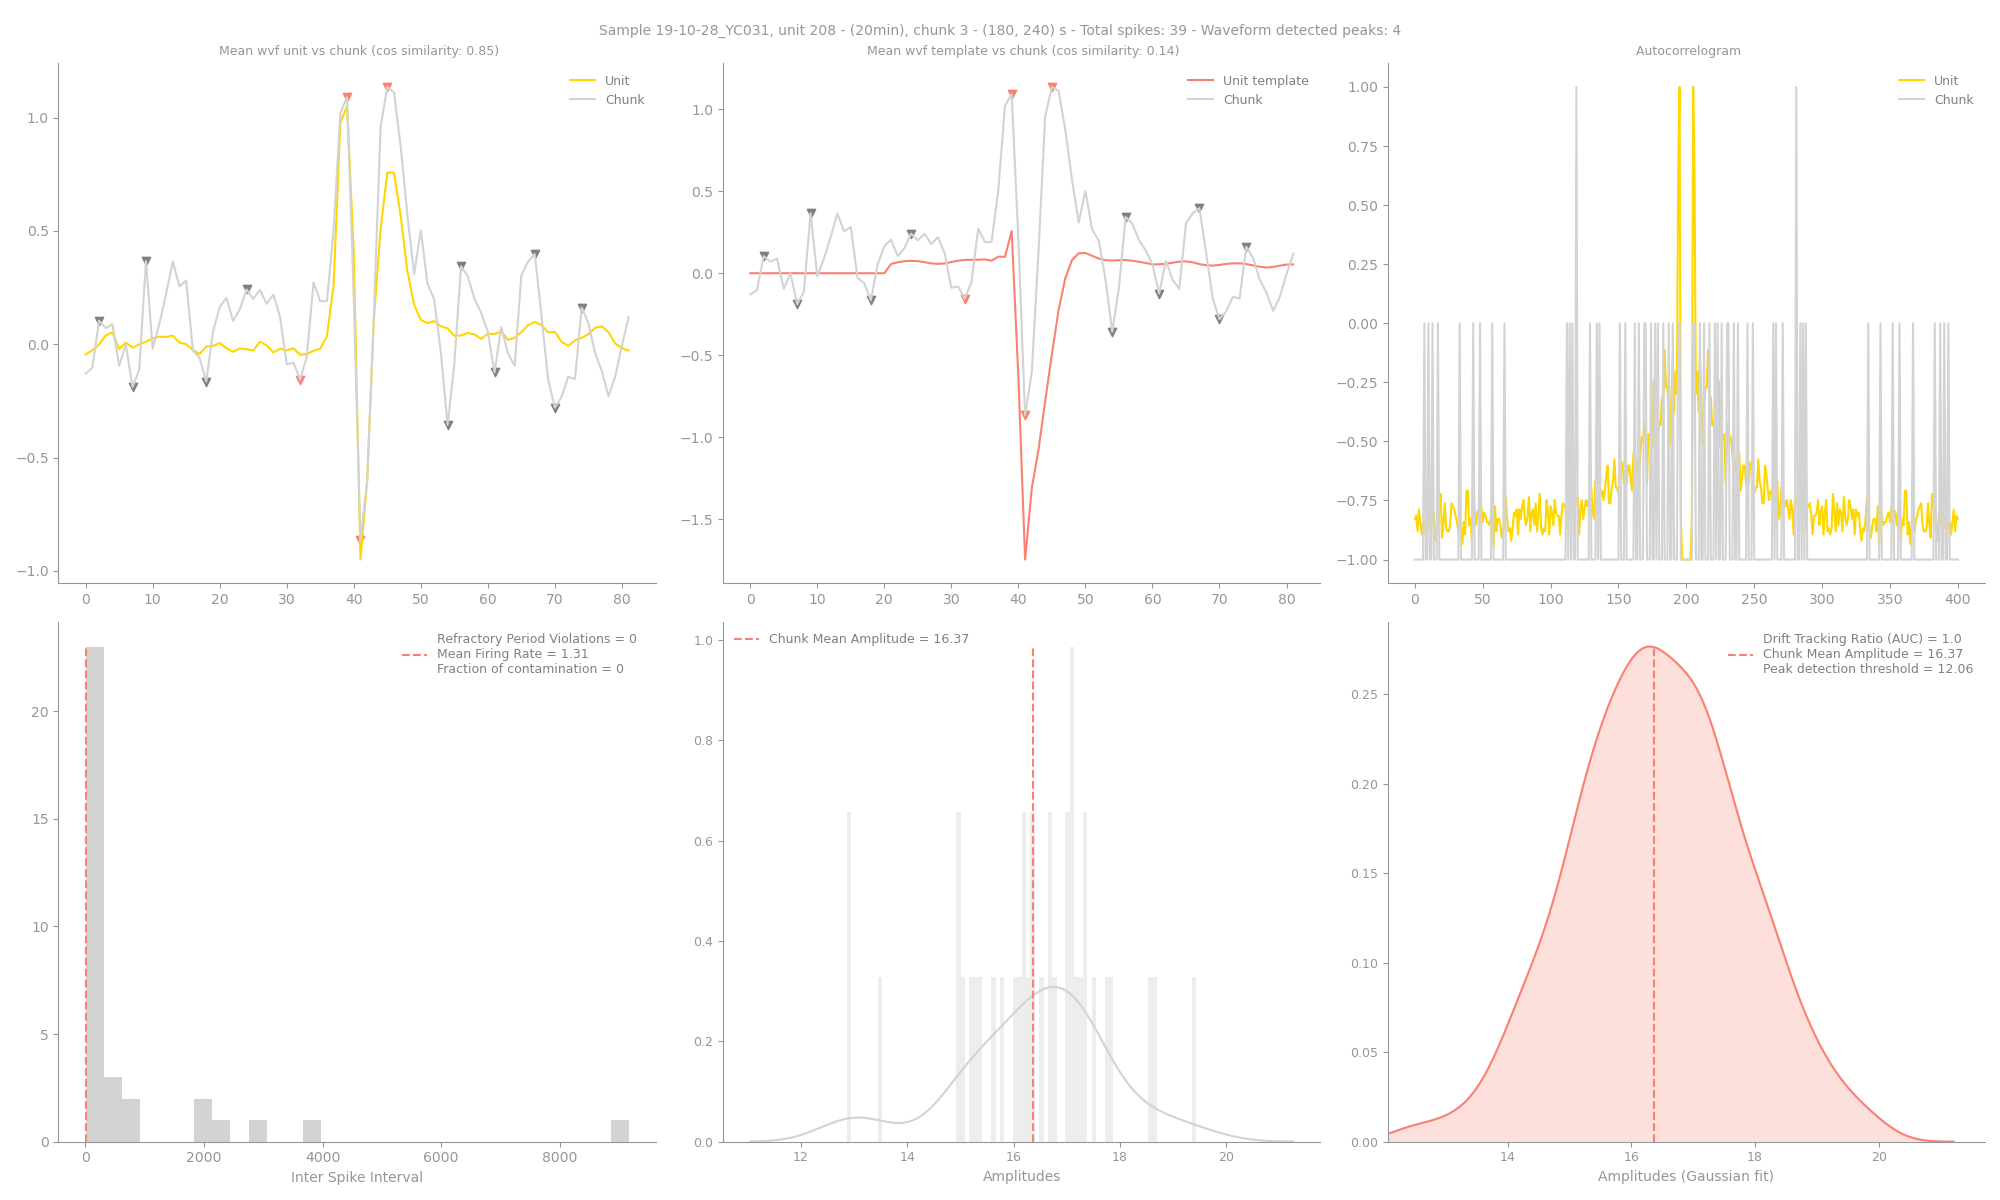 Sample 19-10-28_YC031, unit 208 - (20min), chunk 3 - (180, 240) s - Total spikes: 39 - Waveform detected peaks: 4
Mean wvf unit vs chunk (cos similarity: 0.85)
Unit
Chunk
1.0
0.5
0.0
−0.5
−1.0
0 10 20 30 40 50 60 70 80
Mean wvf template vs chunk (cos similarity: 0.14)
Unit template
Chunk
1.0
0.5
0.0
−0.5
−1.0
−1.5
0 10 20 30 40 50 60 70 80
Autocorrelogram
Unit
Chunk
1.00
0.75
0.50
0.25
0.00
−0.25
−0.50
−0.75
−1.00
0 50 100 150 200 250 300 350 400
Refractory Period Violations = 0
Mean Firing Rate = 1.31
Fraction of contamination = 0
20
15
10
5
0
0 2000 4000 6000 8000
Inter Spike Interval
Chunk Mean Amplitude = 16.37
1.0
0.8
0.6
0.4
0.2
0.0
12 14 16 18 20
Amplitudes
Drift Tracking Ratio (AUC) = 1.0
Chunk Mean Amplitude = 16.37
Peak detection threshold = 12.06
0.25
0.20
0.15
0.10
0.05
0.00
14 16 18 20
Amplitudes (Gaussian fit)